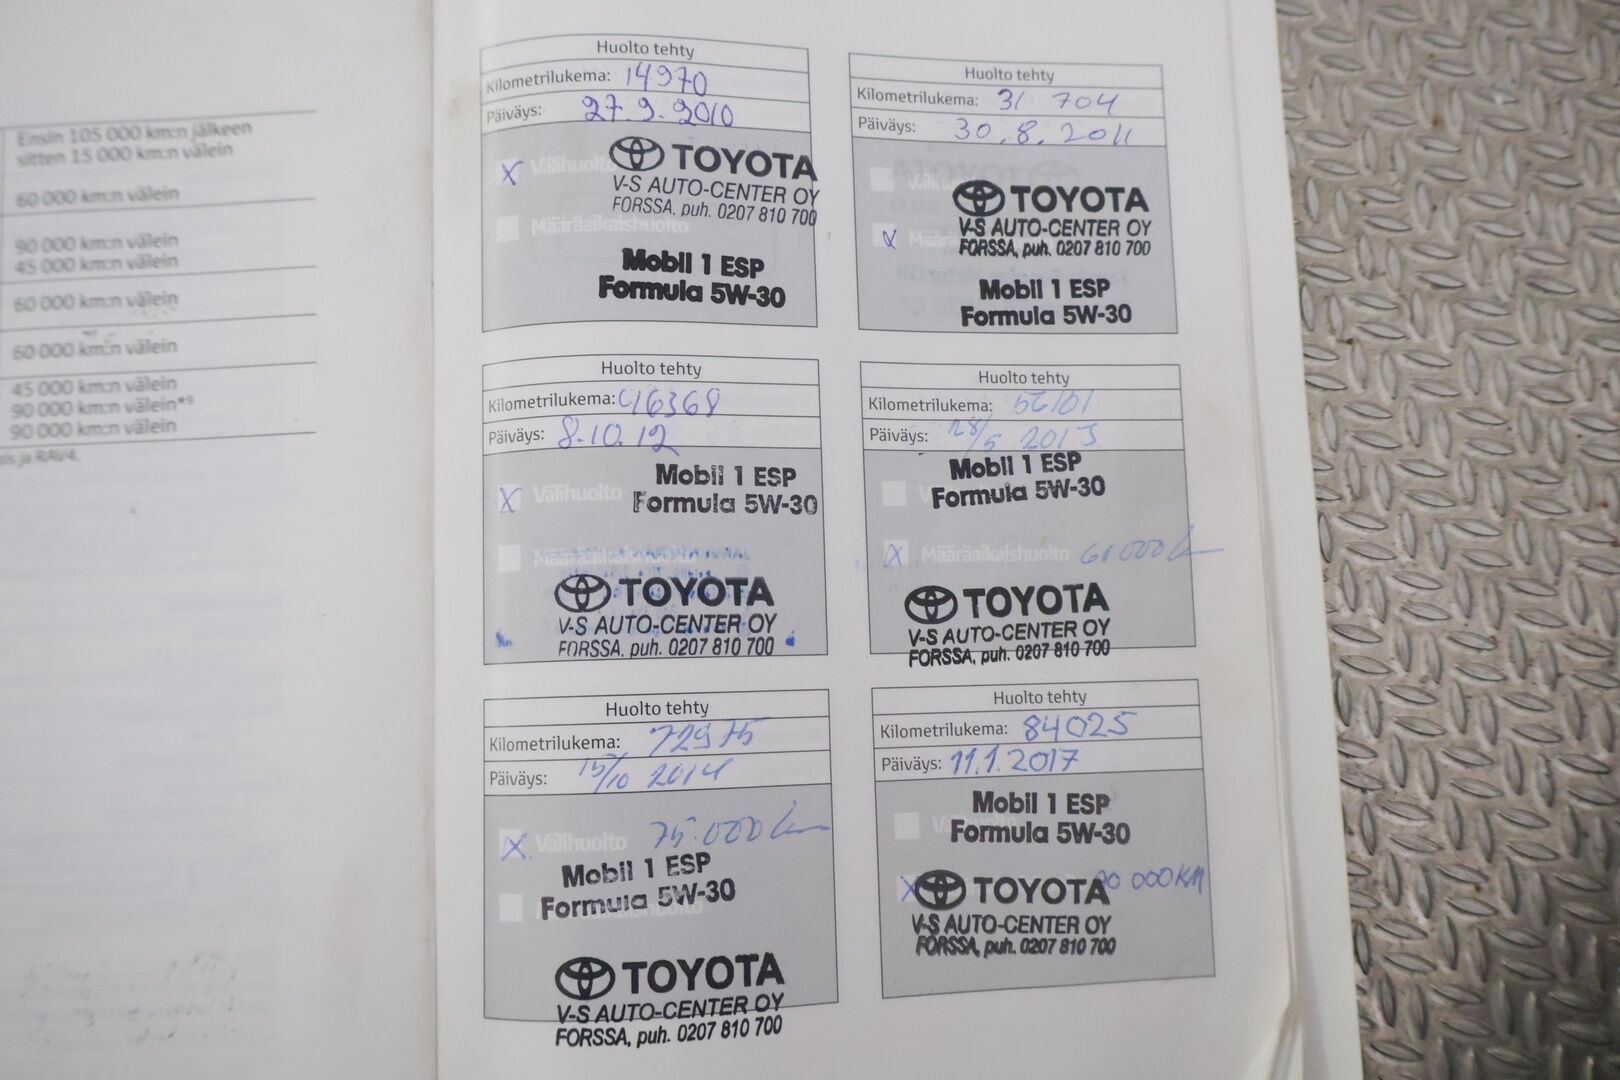 Ensin 105 000 km:n jälkeen
sitten 15 000 km:n välein
60 000 km:n välein
90 000 km:n välein
45 000 km:n välein
60 000 km:n välein
60 000 km:n välein
45 000 km:n välein
90 000 km:n välein*⁹
90 000 km:n välein
ja RAV4.
Huolto tehty
Kilometrilukema: 14970
Päiväys: 27.9.2010
X Välihuolto
TOYOTA
V-S AUTO-CENTER OY
FORSSA, puh. 0207 810 700
Määräaikaishuolto
Mobil 1 ESP
Formula 5W-30
Huolto tehty
Kilometrilukema: 31 704
Päiväys: 30.8.2011
TOYOTA
X
V-S AUTO-CENTER OY
FORSSA, puh. 0207 810 700
Mobil 1 ESP
Formula 5W-30
Huolto tehty
Kilometrilukema: 46368
Päiväys: 8.10.12
Mobil 1 ESP
X Välihuolto
Formula 5W-30
Määräaikaishuolto
TOYOTA
V-S AUTO-CENTER OY
FORSSA, puh. 0207 810 700
Huolto tehty
Kilometrilukema: 56101
Päiväys: 28/5 2013
Mobil 1 ESP
Formula 5W-30
X Määräaikaishuolto
TOYOTA
V-S AUTO-CENTER OY
FORSSA, puh. 0207 810 700
Huolto tehty
Kilometrilukema: 72975
Päiväys: 15/10 2014
X Välihuolto 75.000 km
Mobil 1 ESP
Formula 5W-30
TOYOTA
V-S AUTO-CENTER OY
FORSSA, puh. 0207 810 700
Huolto tehty
Kilometrilukema: 84025
Päiväys: 11.1.2017
Mobil 1 ESP
Formula 5W-30
X TOYOTA 90 000 KM
V-S AUTO-CENTER OY
FORSSA, puh. 0207 810 700